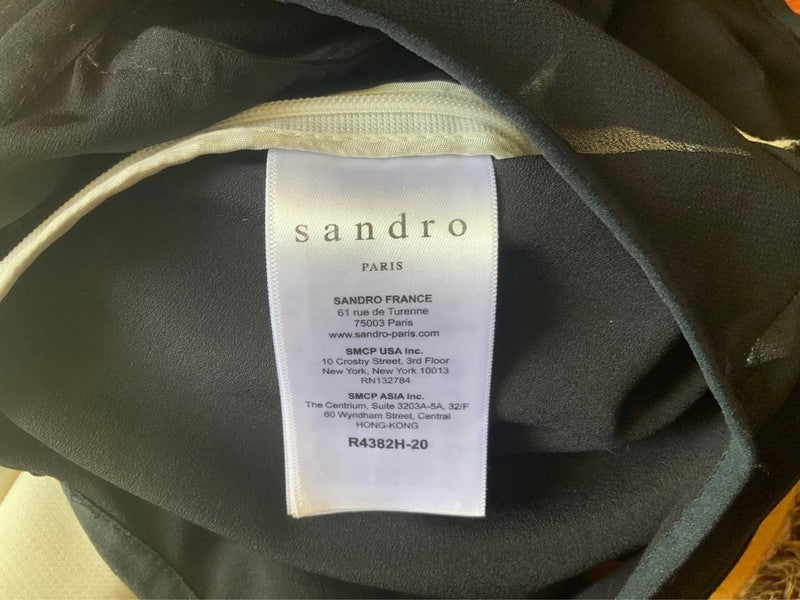 sandro
PARIS
SANDRO FRANCE
61 rue de Turenne
75003 Paris
www.sandro-paris.com
SMCP USA Inc.
10 Crosby Street, 3rd Floor
New York, New York 10013
RN132784
SMCP ASIA Inc.
The Centrium, Suite 3203A-5A, 32/F
60 Wyndham Street, Central
HONG-KONG
R4382H-20